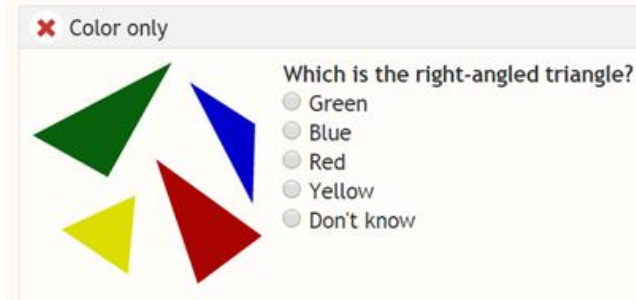 Color only
Which is the right-angled triangle?
Green
Blue
Red
Yellow
Don't know